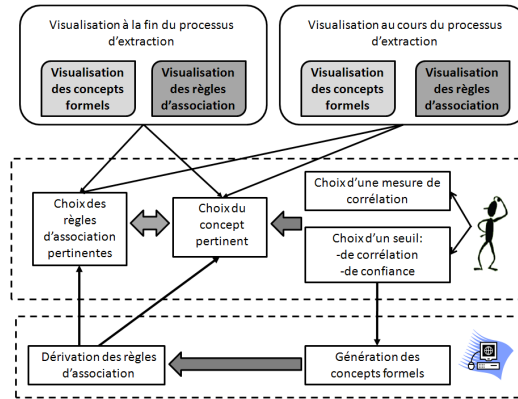 Visualisation à la fin du processus
d'extraction
Visualisation
des concepts
formels
Visualisation
des règles
d'association
Visualisation au cours du processus
d'extraction
Visualisation
des concepts
formels
Visualisation
des règles
d'association
Choix des
règles
d'association
pertinentes
Choix du
concept
pertinent
Choix d'une mesure de
corrélation
Choix d'un seuil:
-de corrélation
-de confiance
Dérivation des règles
d'association
Génération des
concepts formels